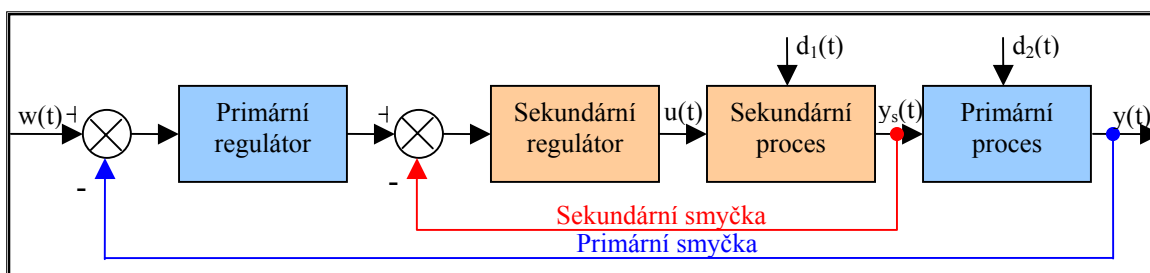 d₁(t)
d₂(t)
w(t)
Primární
regulátor
Sekundární
regulátor
u(t)
Sekundární
proces
yₛ(t)
Primární
proces
y(t)
-
-
Sekundární smyčka
Primární smyčka